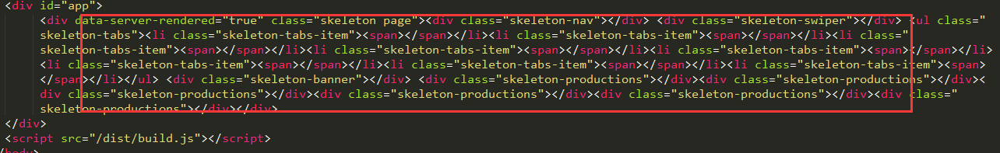 <div id="app">
<div data-server-rendered="true" class="skeleton page"><div class="skeleton-nav"></div> <div class="skeleton-swiper"></div> <ul class="
skeleton-tabs"><li class="skeleton-tabs-item"><span></span></li><li class="skeleton-tabs-item"><span></span></li><li class="
skeleton-tabs-item"><span></span></li><li class="skeleton-tabs-item"><span></span></li><li class="skeleton-tabs-item"><span></span></li>
<li class="skeleton-tabs-item"><span></span></li><li class="skeleton-tabs-item"><span></span></li><li class="skeleton-tabs-item"><span>
</span></li></ul> <div class="skeleton-banner"></div> <div class="skeleton-productions"></div><div class="skeleton-productions"></div><
div class="skeleton-productions"></div><div class="skeleton-productions"></div><div class="skeleton-productions"></div><div class="
skeleton-productions"></div></div>
</div>
<script src="/dist/build.js"></script>
/body>